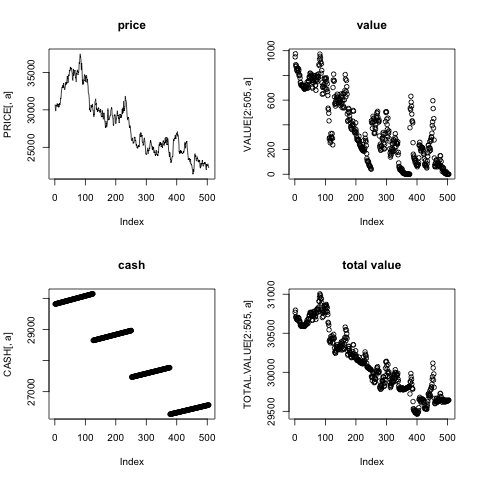 price
PRICE[, a]
25000 30000 35000
0 100 200 300 400 500
Index
value
VALUE[2:505, a]
0 200 600 1000
0 100 200 300 400 500
Index
cash
CASH[, a]
27000 29000
0 100 200 300 400 500
Index
total value
TOTAL.VALUE[2:505, a]
29500 30000 30500 31000
0 100 200 300 400 500
Index